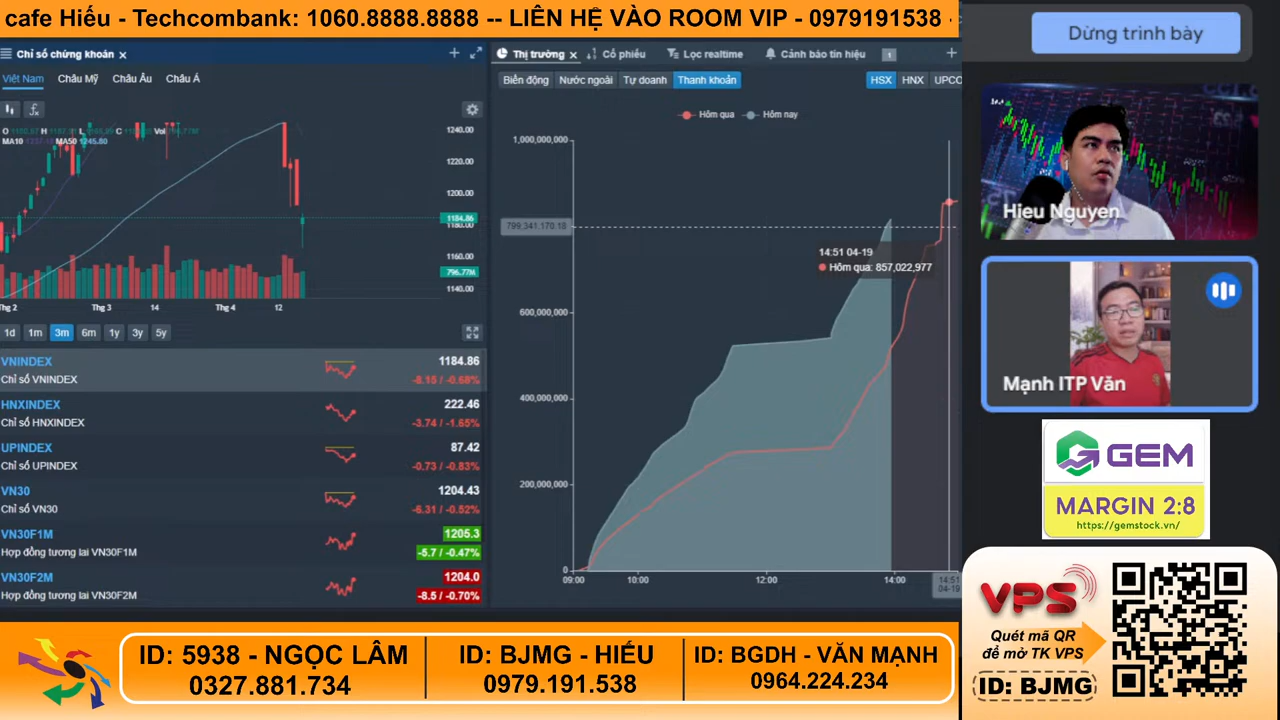 cafe Hiếu - Techcombank: 1060.8888.8888 -- LIÊN HỆ VÀO ROOM VIP - 0979191538 -
Chỉ số chứng khoán
Việt Nam Châu Mỹ Châu Âu Châu Á
MA50 1245.80
1240.00
1220.00
1200.00
1184.86
1180.00
1160.00
796.77M
1140.00
Thg 2 Thg 3 14 Thg 4 12
1d 1m 3m 6m 1y 3y 5y
VNINDEX 1184.86
Chỉ số VNINDEX -8.15 / -0.68%
HNXINDEX 222.46
Chỉ số HNXINDEX -3.74 / -1.65%
UPINDEX 87.42
Chỉ số UPINDEX -0.73 / -0.83%
VN30 1204.43
Chỉ số VN30 -6.31 / -0.52%
VN30F1M 1205.3
Hợp đồng tương lai VN30F1M -5.7 / -0.47%
VN30F2M 1204.0
Hợp đồng tương lai VN30F2M -8.5 / -0.70%
Thị trường Cổ phiếu Lọc realtime Cảnh báo tín hiệu 1
Biến động Nước ngoài Tự doanh Thanh khoản HSX HNX UPCO
Hôm qua Hôm nay
1,000,000,000
799,341,170.18
14:51 04-19
Hôm qua: 857,022,977
600,000,000
400,000,000
200,000,000
0
09:00 10:00 12:00 14:00 14:51
04-19
Dừng trình bày
Hieu Nguyen
Mạnh ITP Văn
GEM
MARGIN 2:8
https://gemstock.vn/
VPS
Quét mã QR
để mở TK VPS
ID: BJMG
ID: 5938 - NGỌC LÂM
0327.881.734
ID: BJMG - HIẾU
0979.191.538
ID: BGDH - VĂN MẠNH
0964.224.234